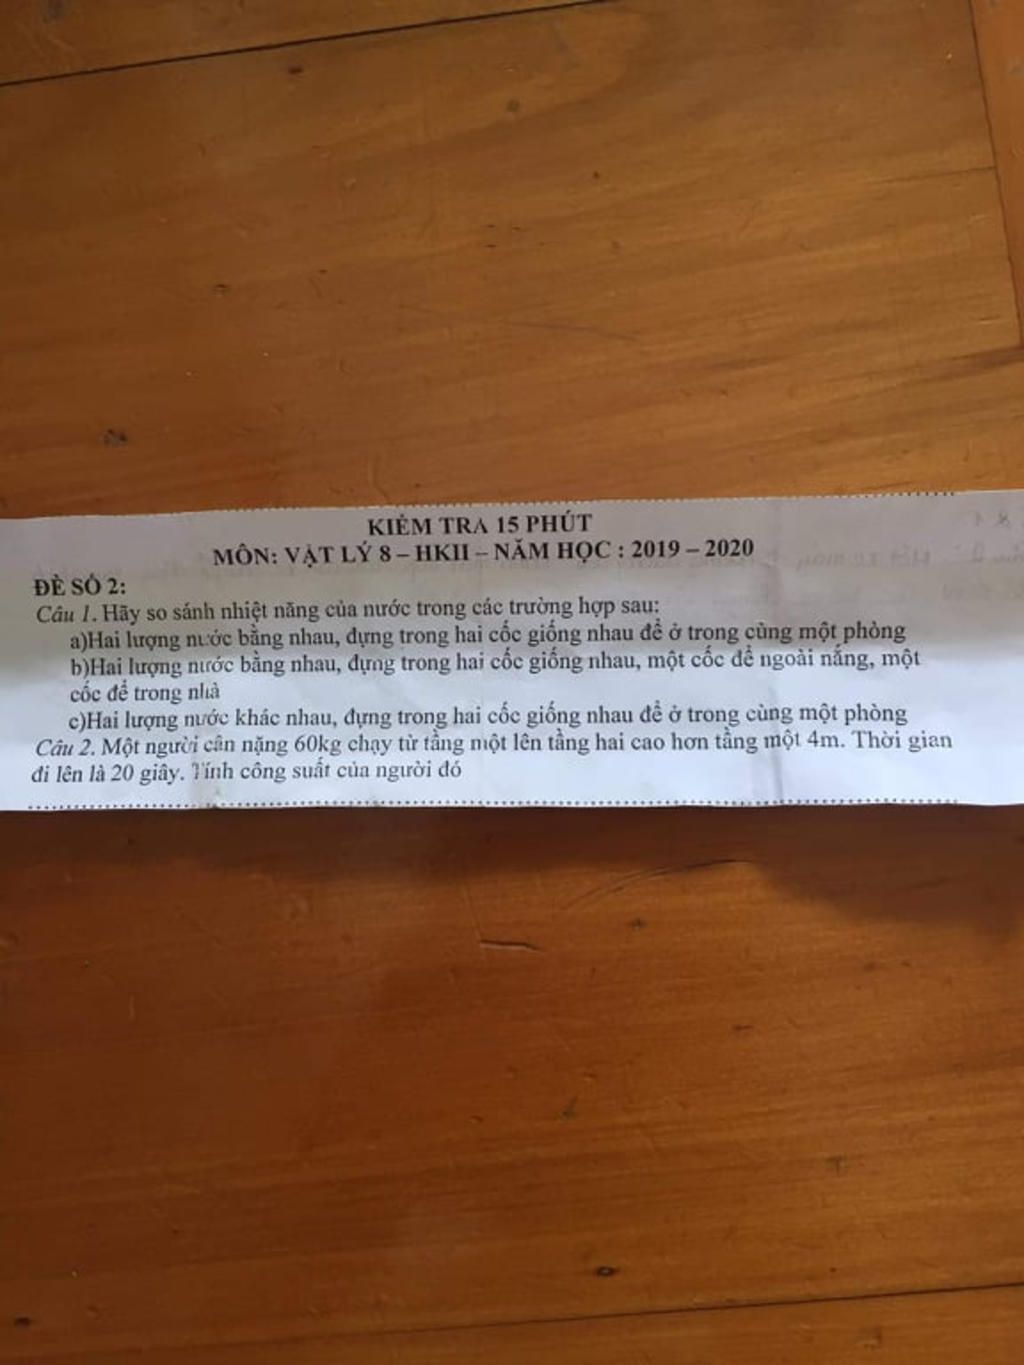 KIỂM TRA 15 PHÚT
MÔN: VẬT LÝ 8 – HKII – NĂM HỌC : 2019 – 2020
ĐỀ SỐ 2:
Câu 1. Hãy so sánh nhiệt năng của nước trong các trường hợp sau:
a)Hai lượng nước bằng nhau, đựng trong hai cốc giống nhau để ở trong cùng một phòng
b)Hai lượng nước bằng nhau, đựng trong hai cốc giống nhau, một cốc để ngoài nắng, một
cốc để trong nhà
c)Hai lượng nước khác nhau, đựng trong hai cốc giống nhau để ở trong cùng một phòng
Câu 2. Một người cân nặng 60kg chạy từ tầng một lên tầng hai cao hơn tầng một 4m. Thời gian
đi lên là 20 giây. Tính công suất của người đó